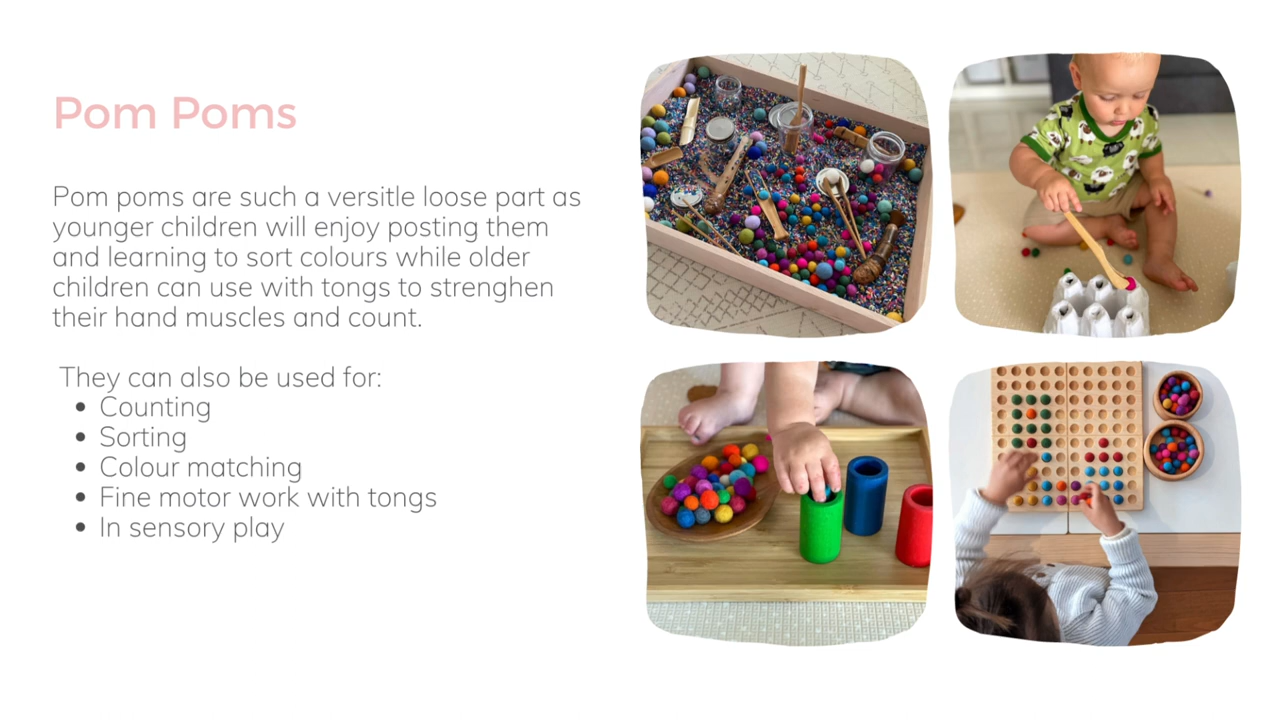 Pom Poms
Pom poms are such a versitle loose part as
younger children will enjoy posting them
and learning to sort colours while older
children can use with tongs to strenghen
their hand muscles and count.
They can also be used for:
• Counting
• Sorting
• Colour matching
• Fine motor work with tongs
• In sensory play